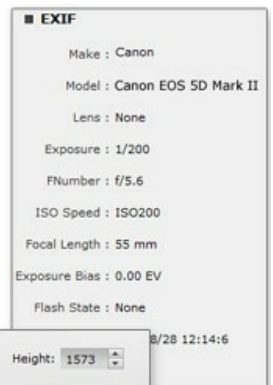 EXIF
Make : Canon
Model : Canon EOS 5D Mark II
Lens : None
Exposure : 1/200
FNumber : f/5.6
ISO Speed : ISO200
Focal Length : 55 mm
Exposure Bias : 0.00 EV
Flash State : None
8/28 12:14:6
Height: 1573